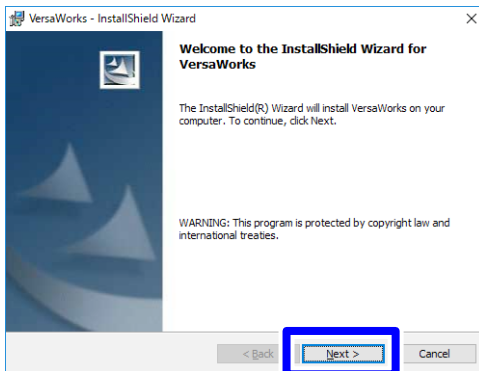 VersaWorks - InstallShield Wizard
Welcome to the InstallShield Wizard for
VersaWorks
The InstallShield(R) Wizard will install VersaWorks on your
computer. To continue, click Next.
WARNING: This program is protected by copyright law and
international treaties.
< Back Next > Cancel